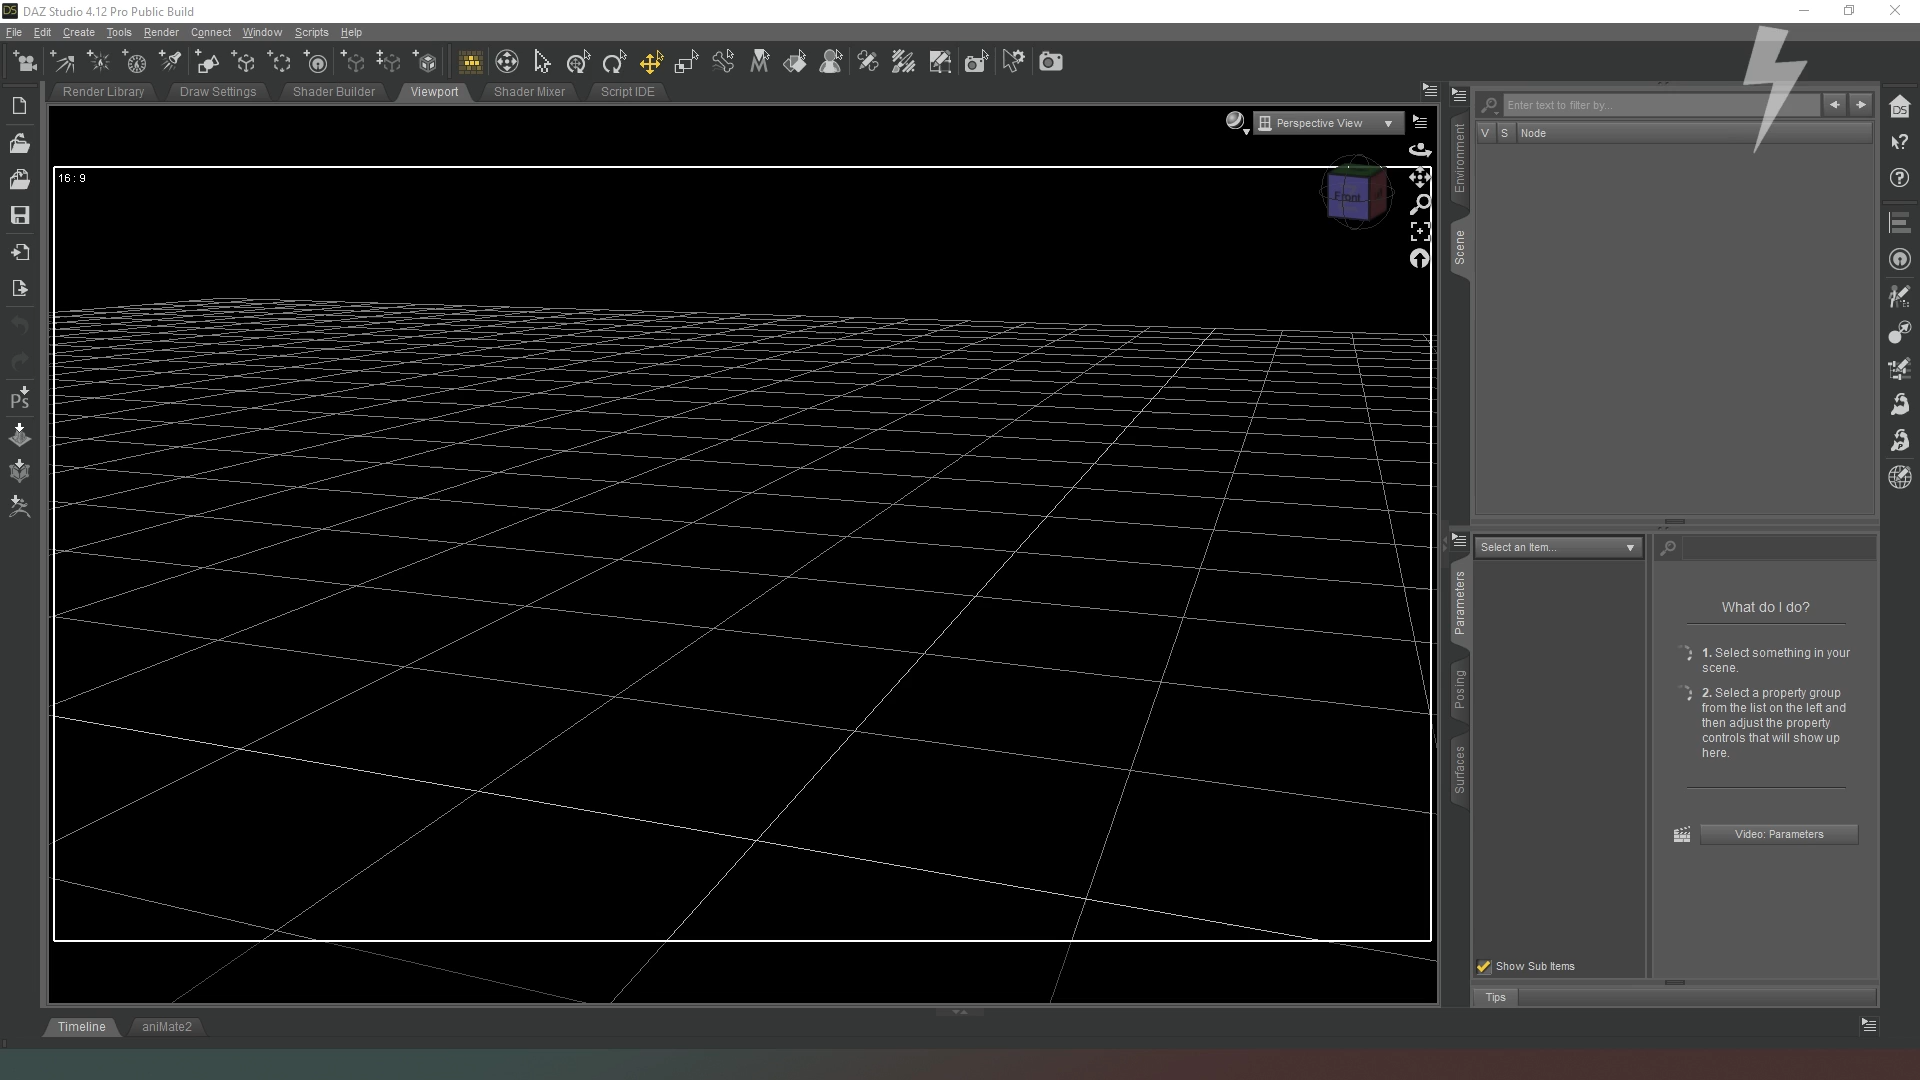 DS DAZ Studio 4.12 Pro Public Build
File Edit Create Tools Render Connect Window Scripts Help
Render Library Draw Settings Shader Builder Viewport Shader Mixer Script IDE
Perspective View
16 : 9
Front
Environment
Scene
Enter text to filter by...
V S Node
DS
?
?
Ps
Parameters
Posing
Surfaces
Select an Item...
What do I do?
1. Select something in your
scene.
2. Select a property group
from the list on the left and
then adjust the property
controls that will show up
here.
Video: Parameters
Show Sub Items
Tips
Timeline aniMate2